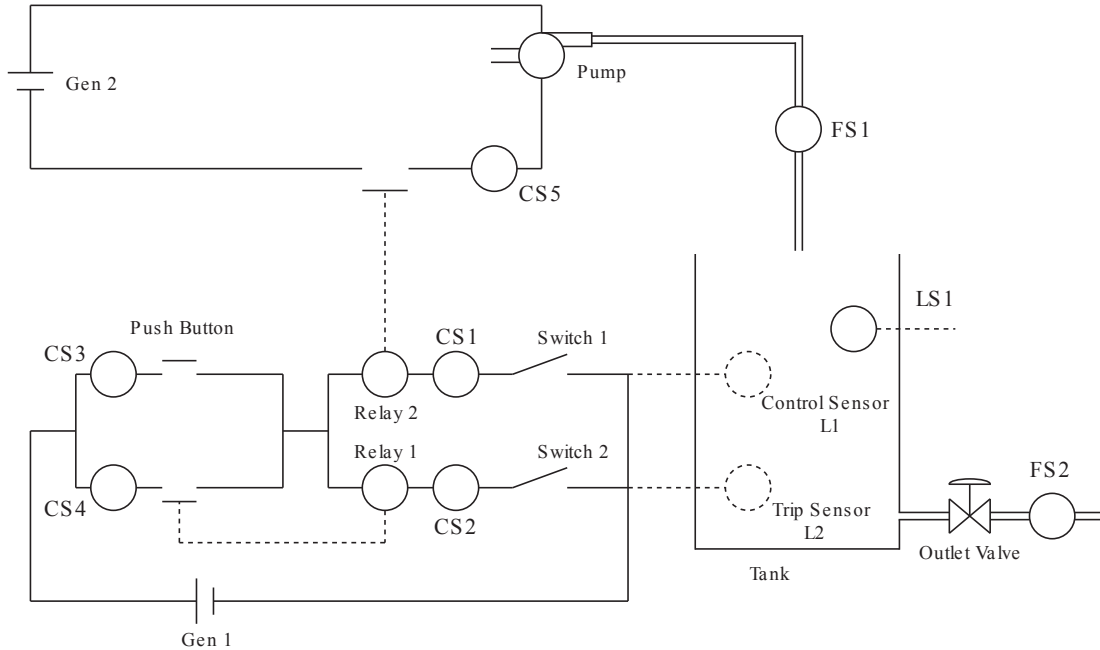 Gen 2
Pump
FS1
CS5
LS1
Push Button
CS3
CS1
Switch 1
Relay 2
Control Sensor
L1
Relay 1
Switch 2
CS4
CS2
Trip Sensor
L2
FS2
Outlet Valve
Tank
Gen 1